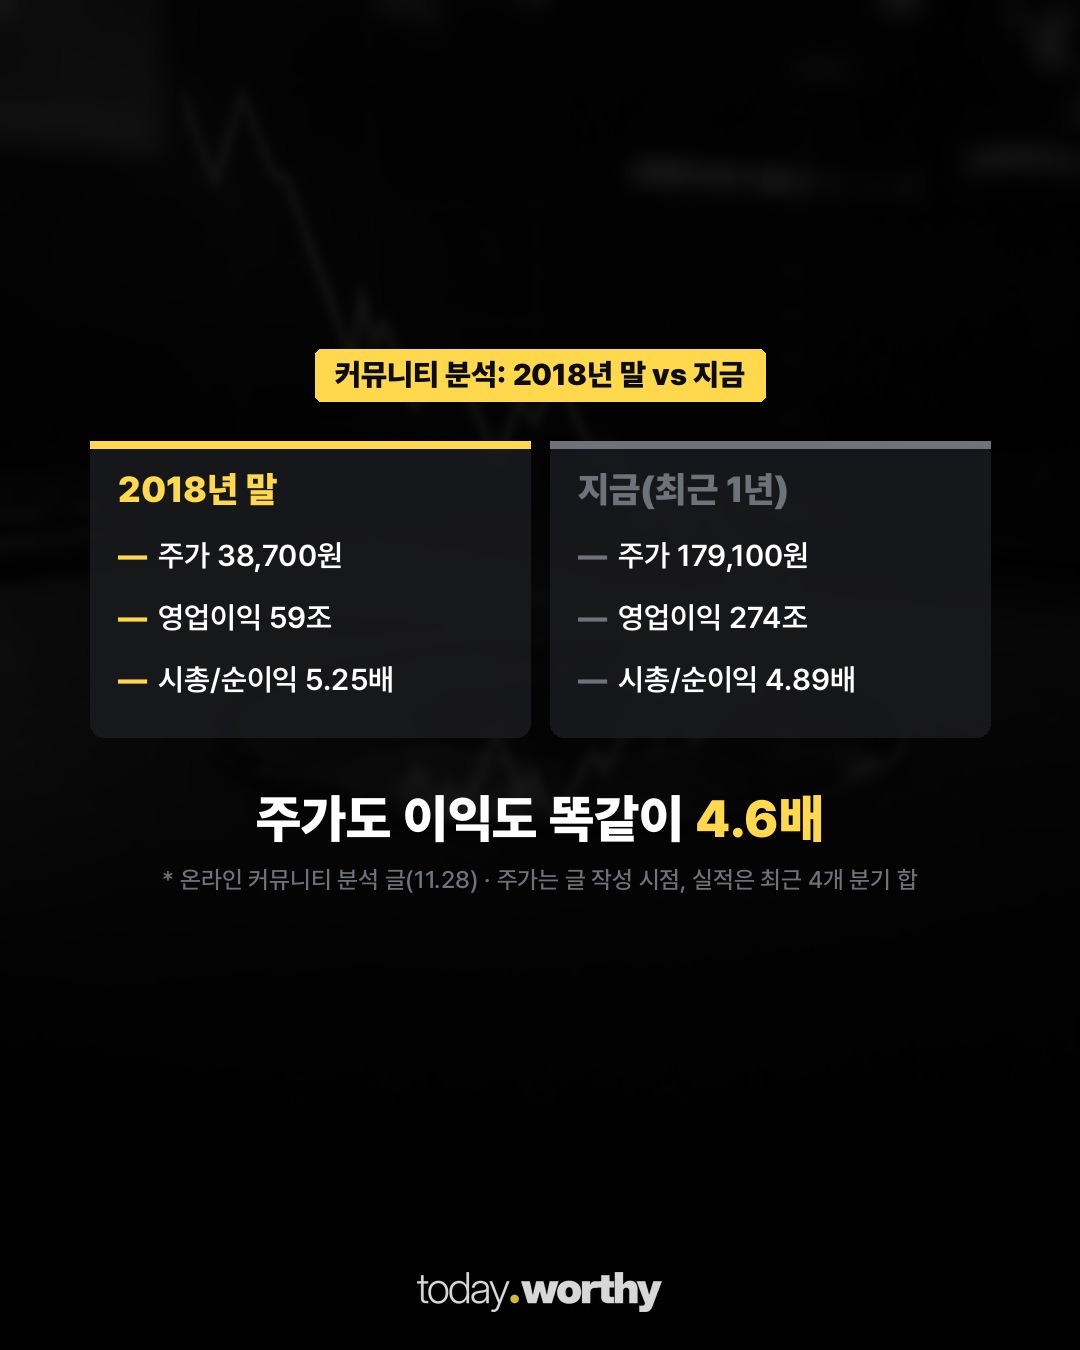 커뮤니티 분석: 2018년 말 vs 지금
2018년 말
— 주가 38,700원
— 영업이익 59조
— 시총/순이익 5.25배
지금(최근 1년)
— 주가 179,100원
— 영업이익 274조
— 시총/순이익 4.89배
주가도 이익도 똑같이 4.6배
* 온라인 커뮤니티 분석 글(11.28) · 주가는 글 작성 시점, 실적은 최근 4개 분기 합
today.worthy